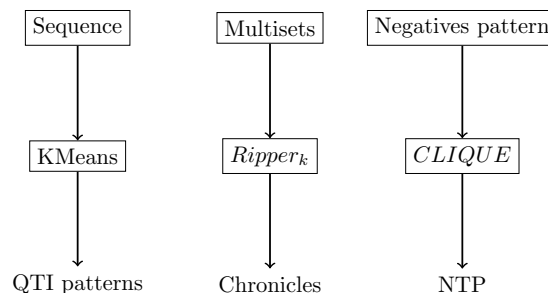 Sequence
Multisets
Negatives pattern
KMeans
Ripper_k
CLIQUE
QTI patterns
Chronicles
NTP